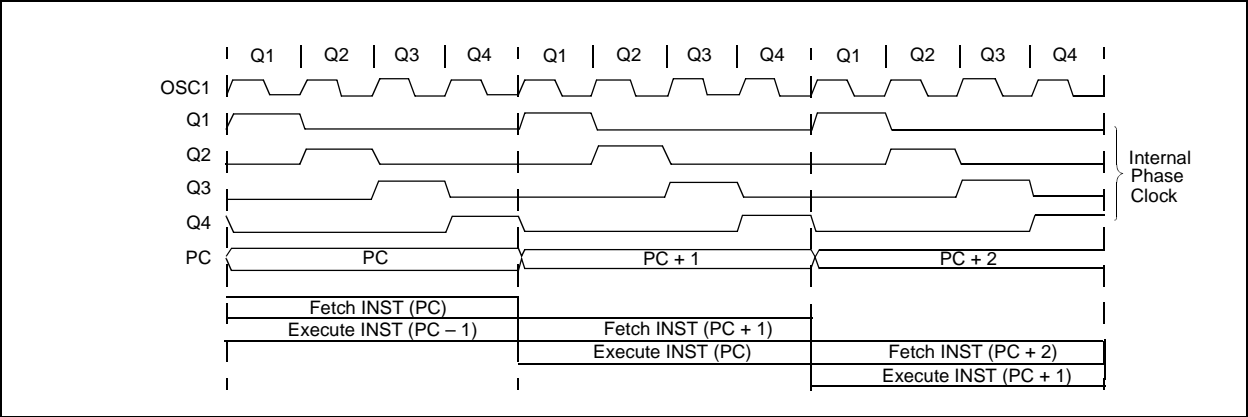 Q1 Q2 Q3 Q4 Q1 Q2 Q3 Q4 Q1 Q2 Q3 Q4
OSC1
Q1
Q2
Q3
Q4
Internal
Phase
Clock
PC PC PC + 1 PC + 2
Fetch INST (PC)
Execute INST (PC – 1) Fetch INST (PC + 1)
Execute INST (PC) Fetch INST (PC + 2)
Execute INST (PC + 1)